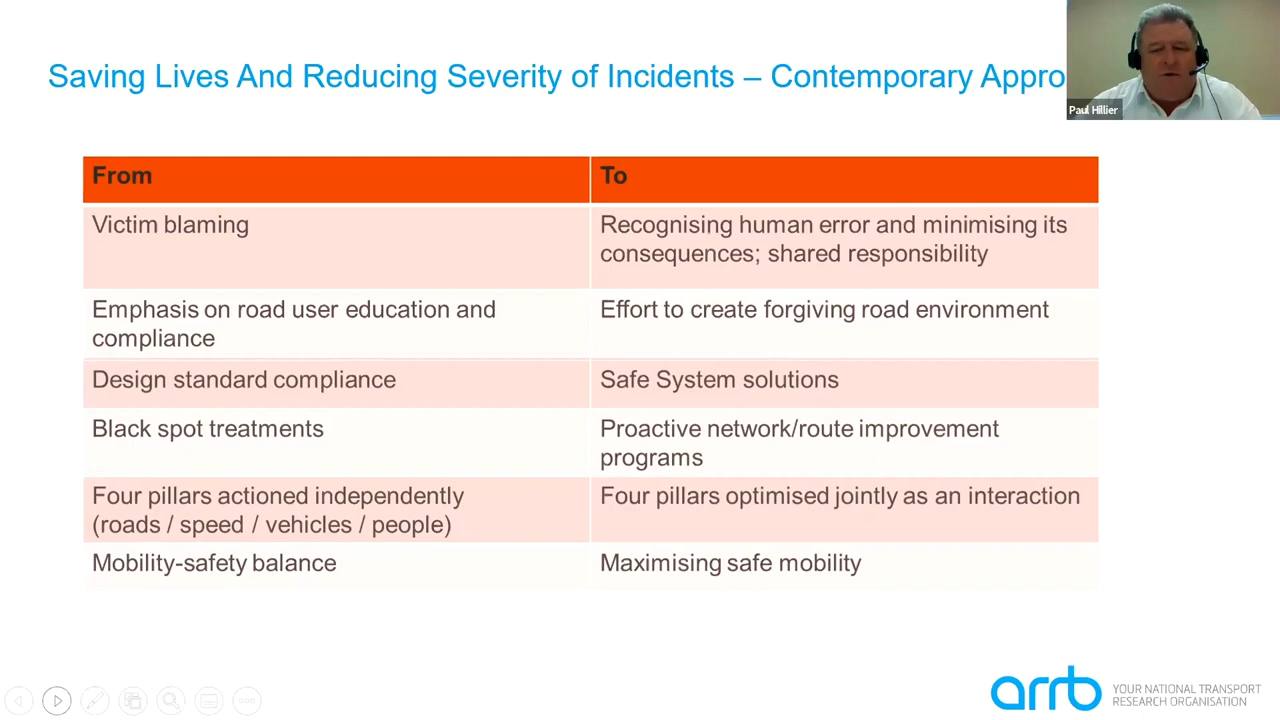 Saving Lives And Reducing Severity of Incidents – Contemporary Appro
Paul Hillier
From
To
Victim blaming
Recognising human error and minimising its
consequences; shared responsibility
Emphasis on road user education and
compliance
Effort to create forgiving road environment
Design standard compliance
Safe System solutions
Black spot treatments
Proactive network/route improvement
programs
Four pillars actioned independently
(roads / speed / vehicles / people)
Four pillars optimised jointly as an interaction
Mobility-safety balance
Maximising safe mobility
arrb
YOUR NATIONAL TRANSPORT
RESEARCH ORGANISATION